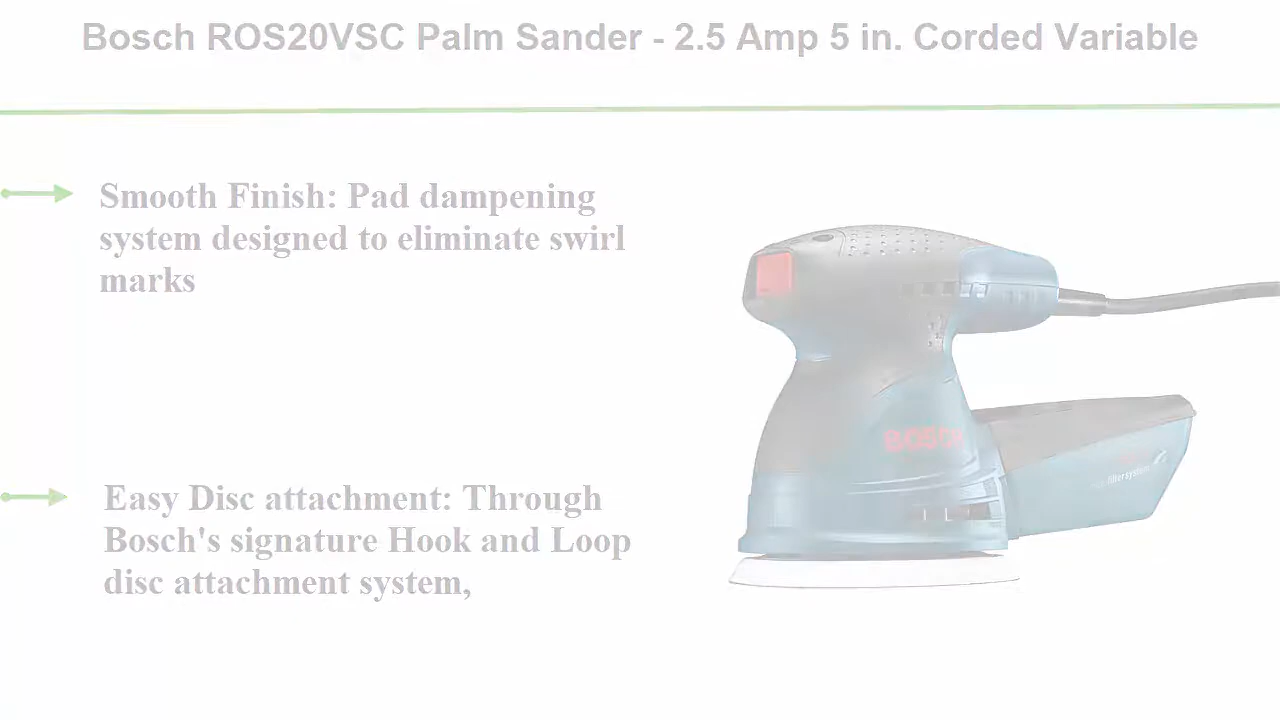 Bosch ROS20VSC Palm Sander - 2.5 Amp 5 in. Corded Variable
Smooth Finish: Pad dampening
system designed to eliminate swirl
marks
BOSCH
filtersystem
Easy Disc attachment: Through
Bosch's signature Hook and Loop
disc attachment system,